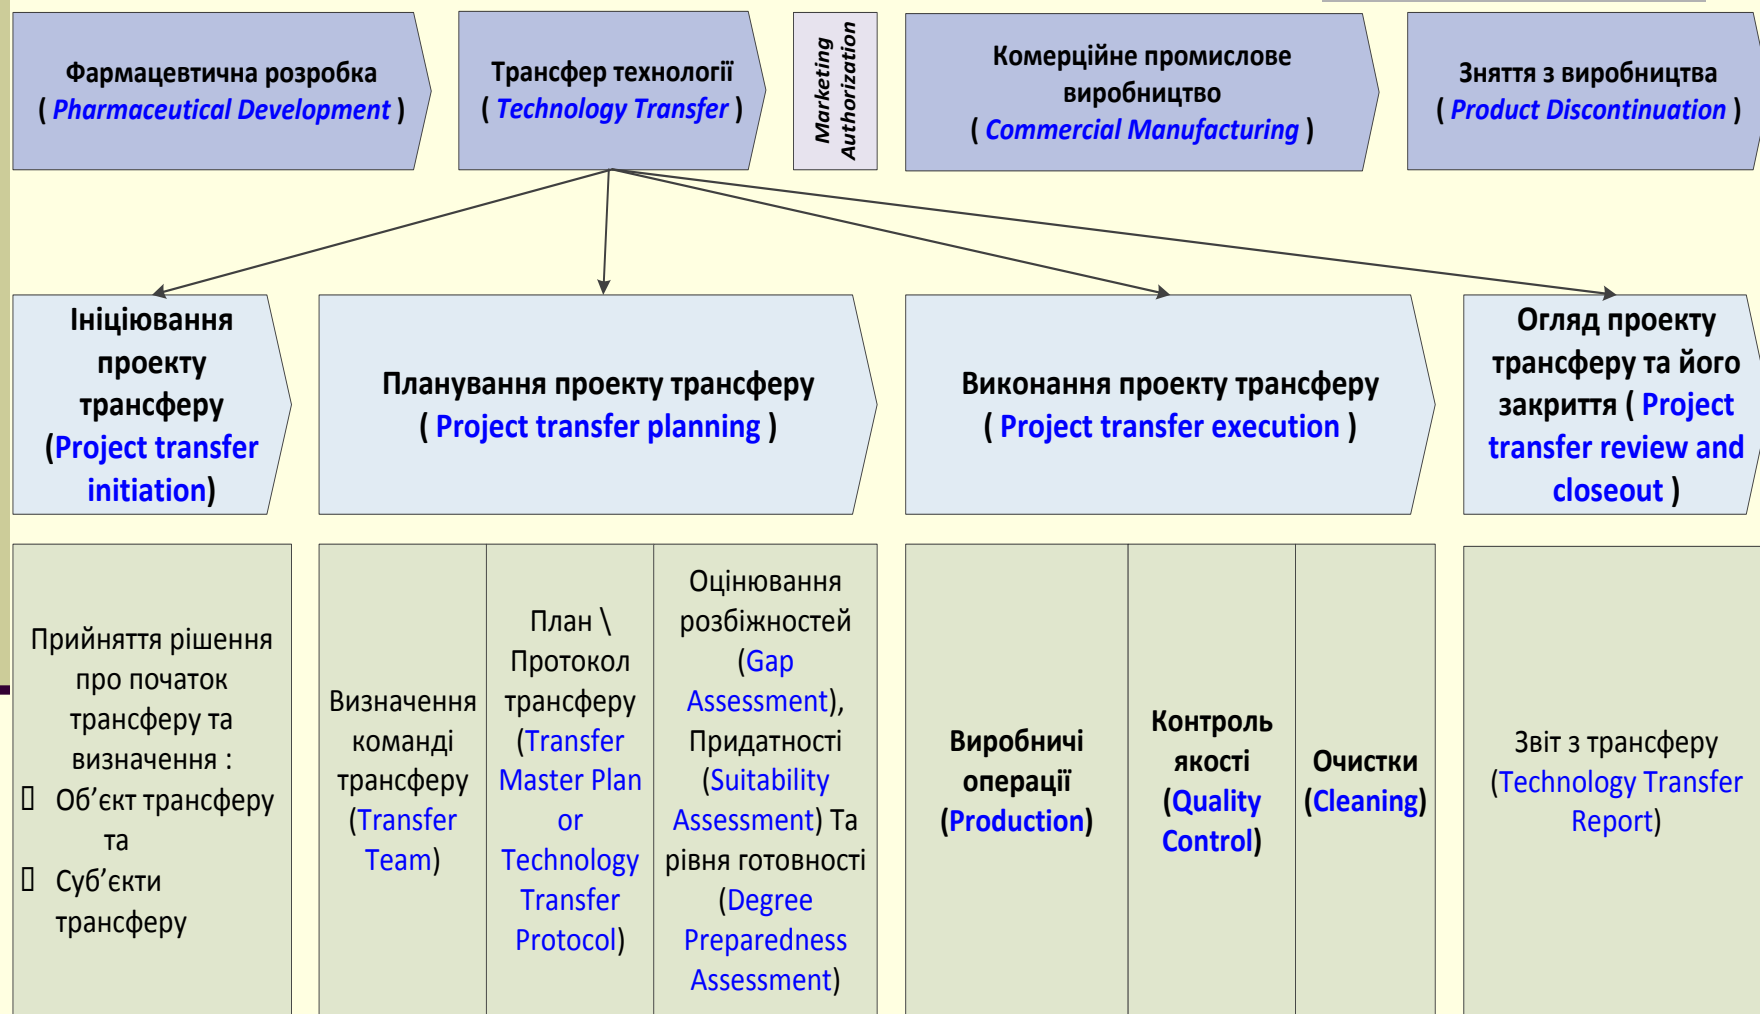 Фармацевтична розробка
( Pharmaceutical Development )
Трансфер технології
( Technology Transfer )
Marketing
Authorization
Комерційне промислове
виробництво
( Commercial Manufacturing )
Зняття з виробництва
( Product Discontinuation )
Ініціювання
проекту
трансферу
(Project transfer
initiation)
Планування проекту трансферу
( Project transfer planning )
Виконання проекту трансферу
( Project transfer execution )
Огляд проекту
трансферу та його
закриття ( Project
transfer review and
closeout )
Прийняття рішення
про початок
трансферу та
визначення :
Об’єкт трансферу
та
Суб’єкти
трансферу
Визначення
команді
трансферу
(Transfer
Team)
План \
Протокол
трансферу
(Transfer
Master Plan
or
Technology
Transfer
Protocol)
Оцінювання
розбіжностей
(Gap
Assessment),
Придатності
(Suitability
Assessment) Та
рівня готовності
(Degree
Preparedness
Assessment)
Виробничі
операції
(Production)
Контроль
якості
(Quality
Control)
Очистки
(Cleaning)
Звіт з трансферу
(Technology Transfer
Report)